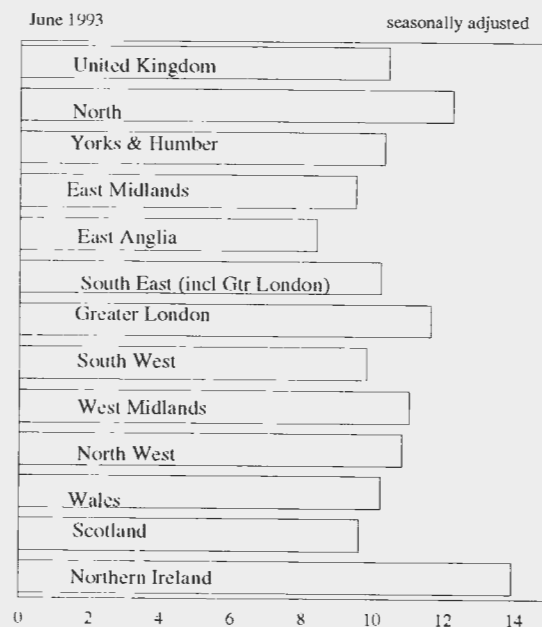 June 1993 seasonally adjusted
United Kingdom
North
Yorks & Humber
East Midlands
East Anglia
South East (incl Gtr London)
Greater London
South West
West Midlands
North West
Wales
Scotland
Northern Ireland
0 2 4 6 8 10 12 14